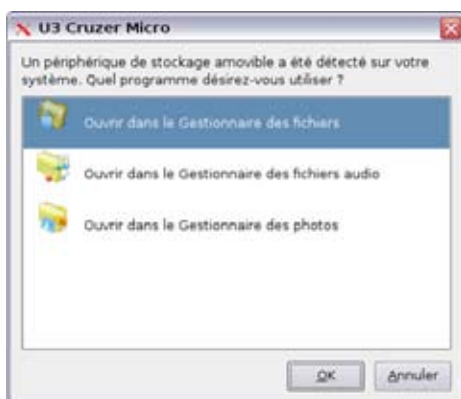 U3 Cruzer Micro
Un périphérique de stockage amovible a été détecté sur votre
système. Quel programme désirez-vous utiliser ?
Ouvrir dans le Gestionnaire des fichiers
Ouvrir dans le Gestionnaire des fichiers audio
Ouvrir dans le Gestionnaire des photos
OK Annuler